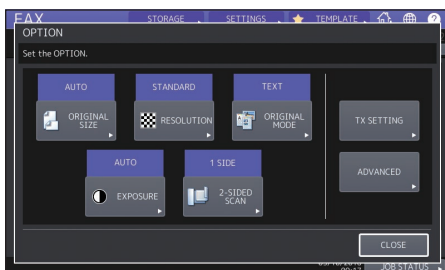 FAX
STORAGE SETTINGS TEMPLATE
OPTION
Set the OPTION.
AUTO STANDARD TEXT
ORIGINAL SIZE RESOLUTION ORIGINAL MODE TX SETTING
AUTO 1 SIDE
EXPOSURE 2-SIDED SCAN ADVANCED
CLOSE
JOB STATUS